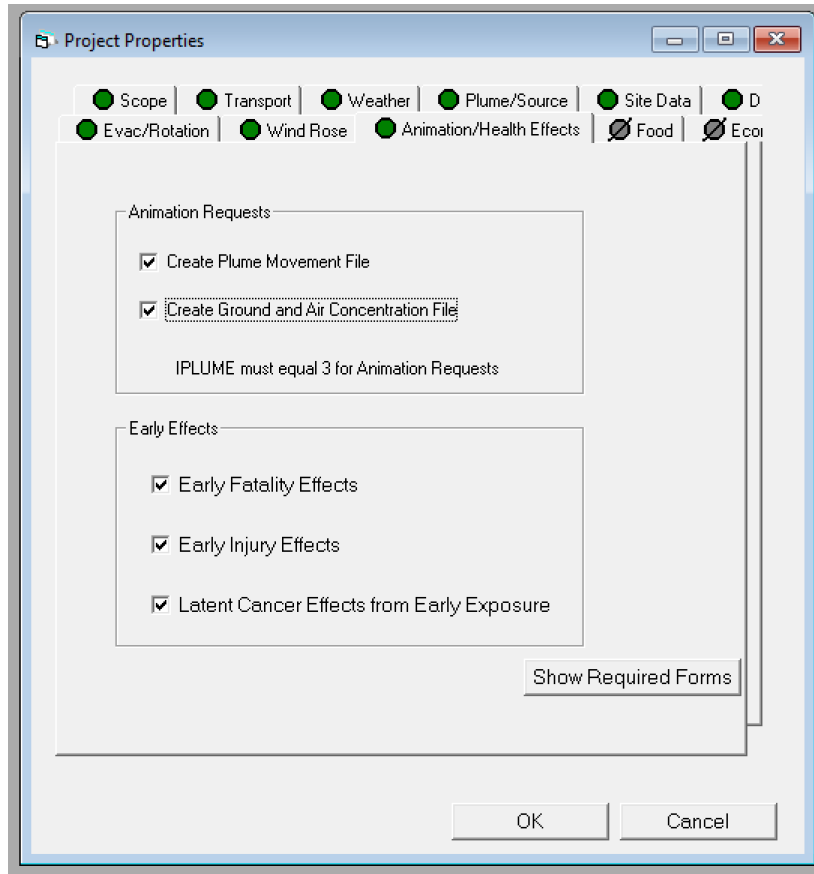 Project Properties
Scope Transport Weather Plume/Source Site Data D
Evac/Rotation Wind Rose Animation/Health Effects Food Econ
Animation Requests
Create Plume Movement File
Create Ground and Air Concentration File
IPLUME must equal 3 for Animation Requests
Early Effects
Early Fatality Effects
Early Injury Effects
Latent Cancer Effects from Early Exposure
Show Required Forms
OK Cancel